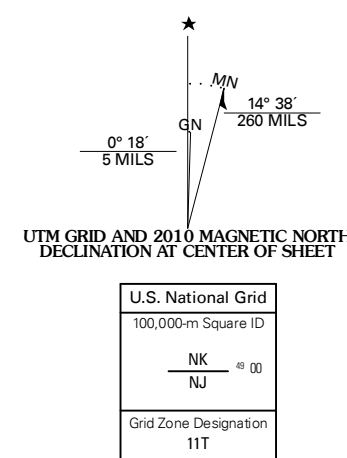 ★
MN
GN
14° 38´
260 MILS
0° 18´
5 MILS
UTM GRID AND 2010 MAGNETIC NORTH
DECLINATION AT CENTER OF SHEET
U.S. National Grid
100,000-m Square ID
NK
49 00
NJ
Grid Zone Designation
11T